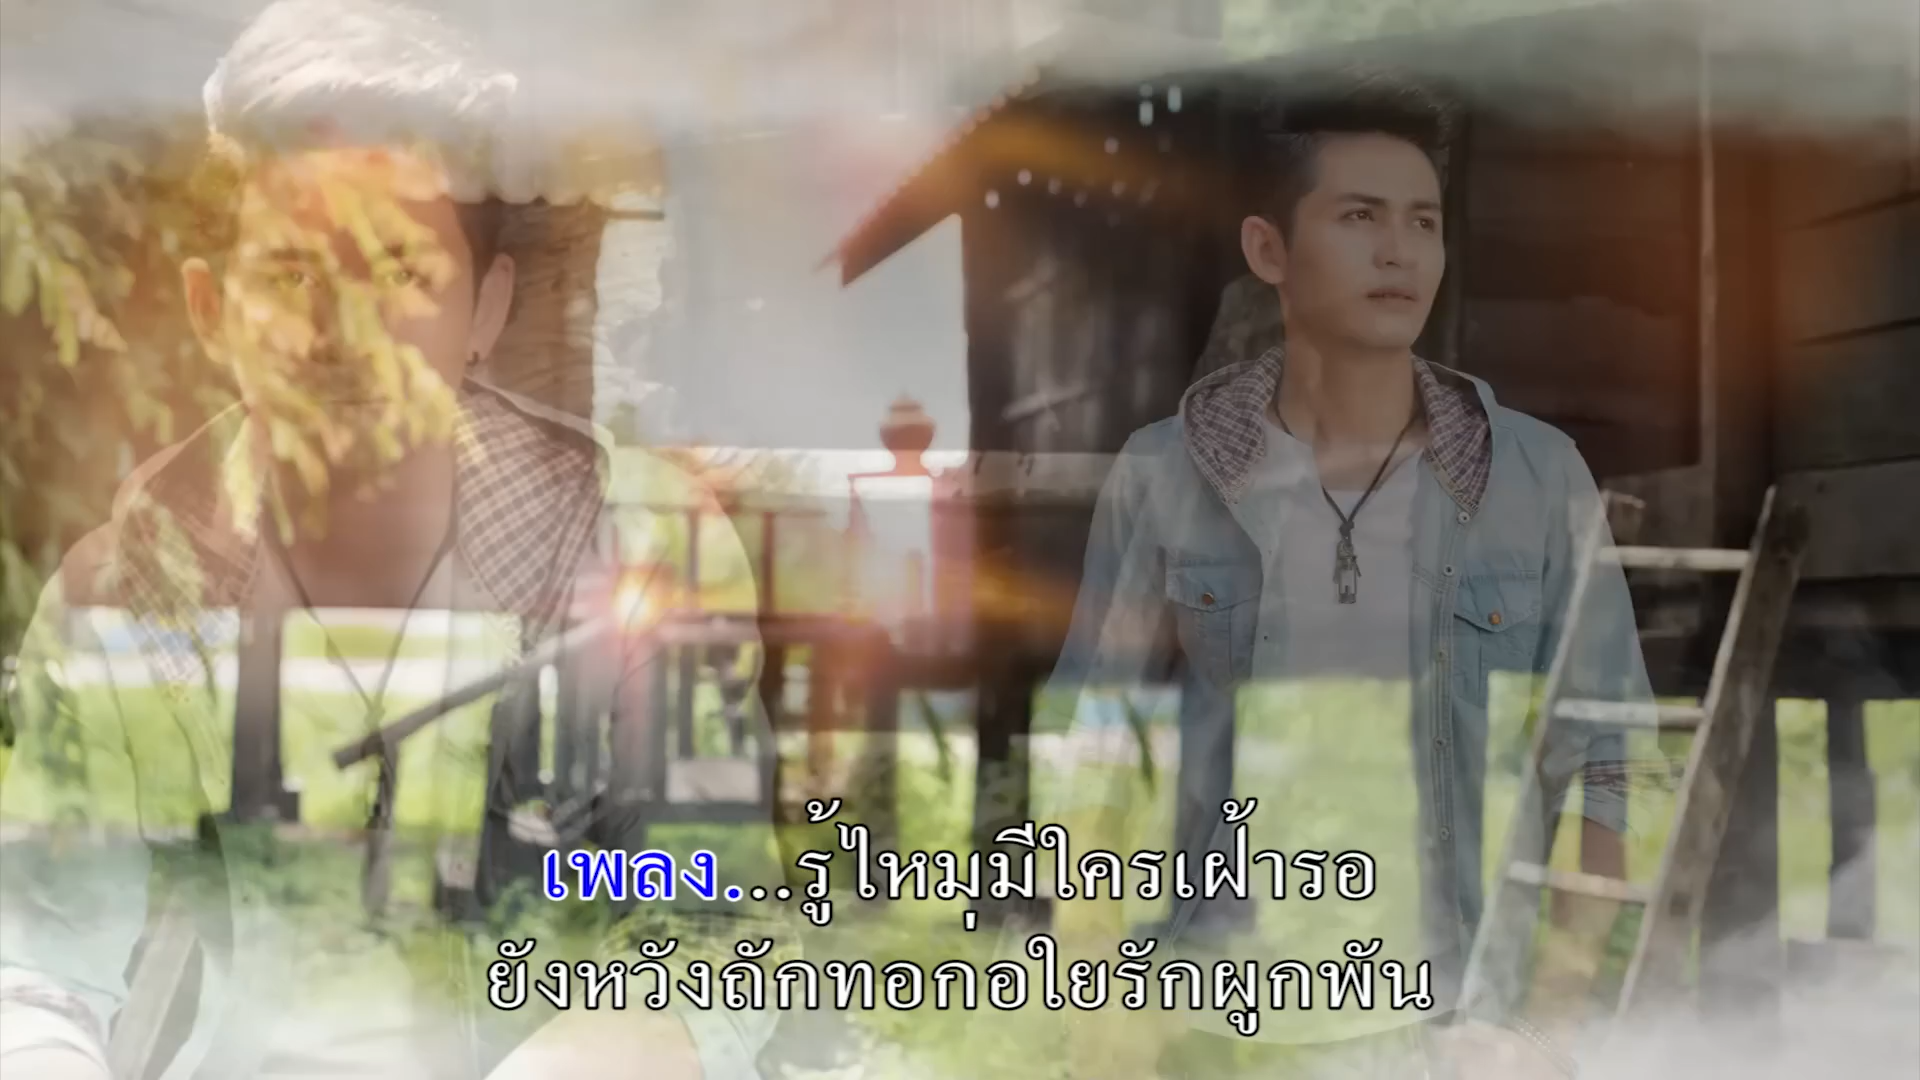 เพลง...รู้ไหมมีใครเฝ้ารอ
ยังหวังถักทอก่อใยรักผูกพัน